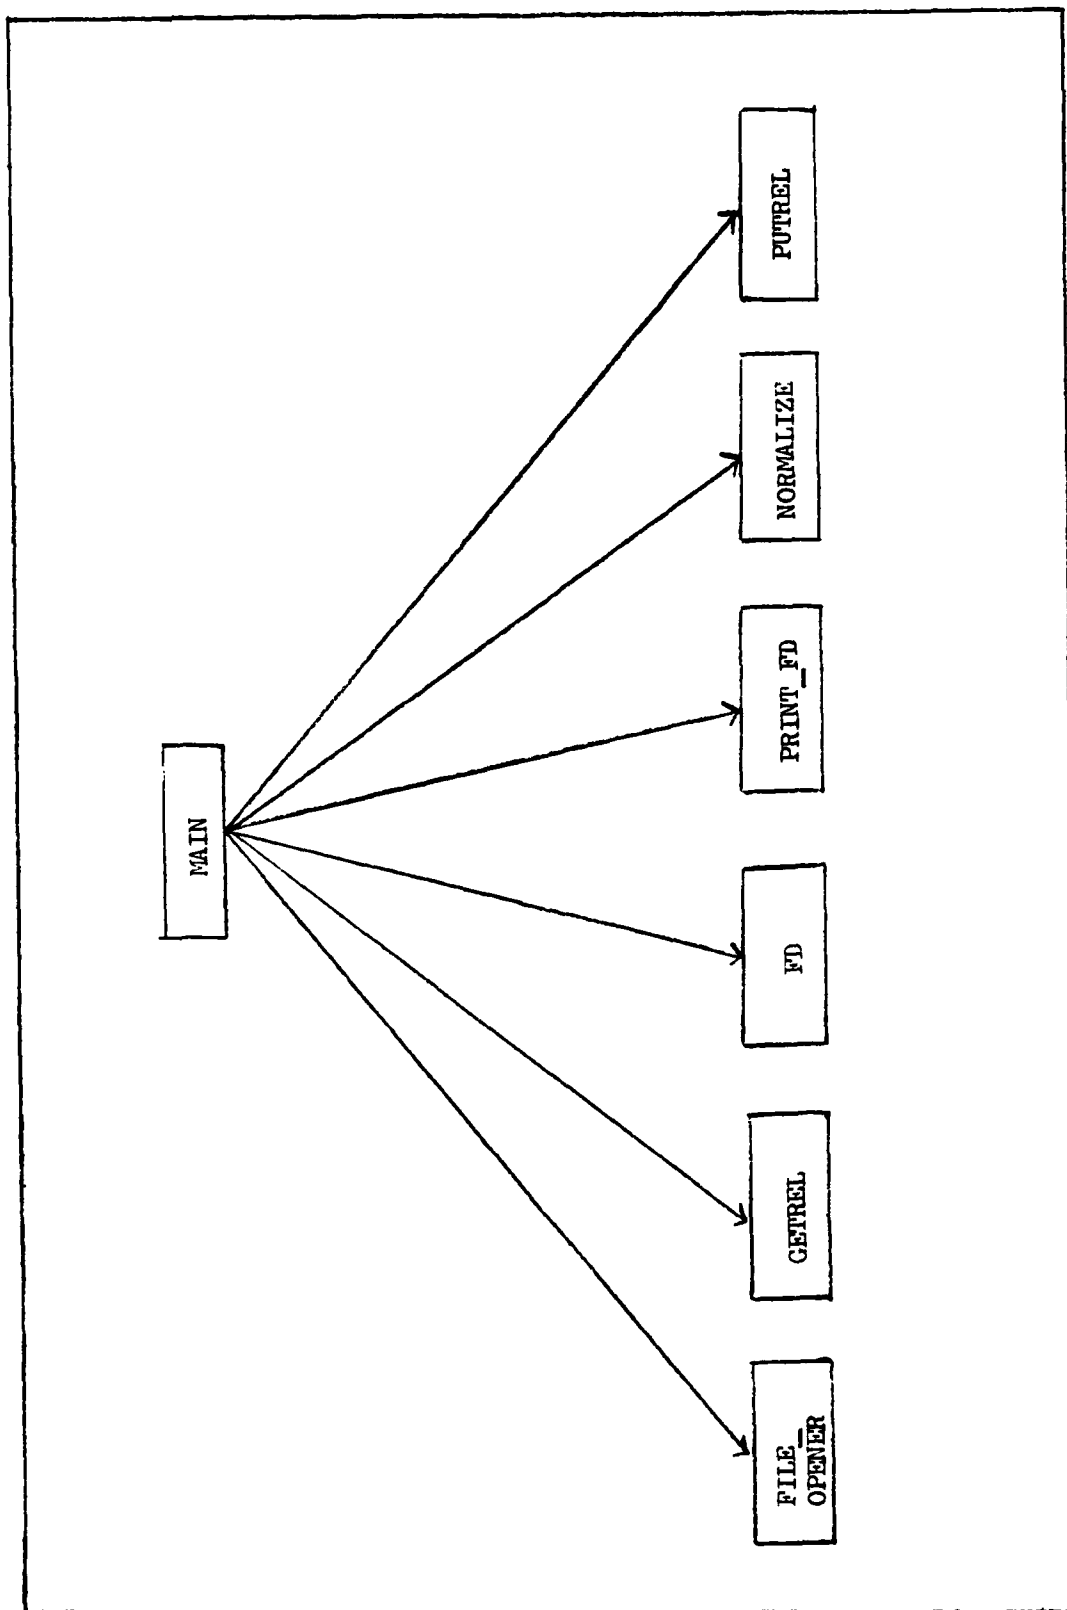 MAIN
FILE_
OPENER
GETREL
FD
PRINT_FD
NORMALIZE
PUTREL